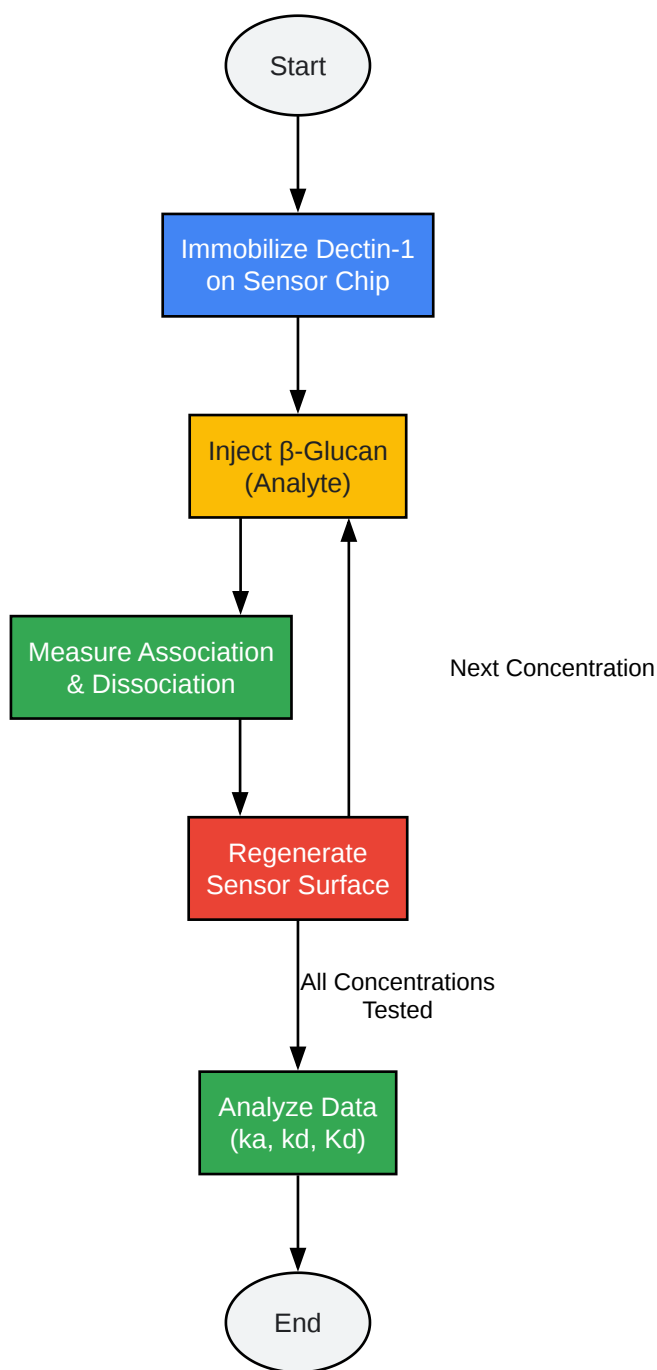 Start
Immobilize Dectin-1
on Sensor Chip
Inject β-Glucan
(Analyte)
Measure Association
& Dissociation
Next Concentration
Regenerate
Sensor Surface
All Concentrations
Tested
Analyze Data
(ka, kd, Kd)
End